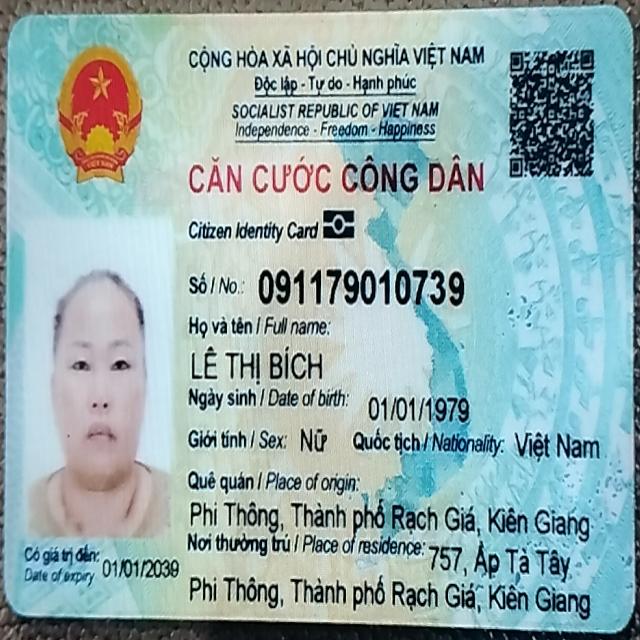 CỘNG HÒA XÃ HỘI CHỦ NGHĨA VIỆT NAM
Độc lập - Tự do - Hạnh phúc
SOCIALIST REPUBLIC OF VIET NAM
Independence - Freedom - Happiness
CĂN CƯỚC CÔNG DÂN
Citizen Identity Card
Số / No.: 091179010739
Họ và tên / Full name:
LÊ THỊ BÍCH
Ngày sinh / Date of birth: 01/01/1979
Giới tính / Sex: Nữ Quốc tịch / Nationality: Việt Nam
Quê quán / Place of origin:
Phi Thông, Thành phố Rạch Giá, Kiên Giang
Nơi thường trú / Place of residence: 757, Ấp Tà Tây
Phi Thông, Thành phố Rạch Giá, Kiên Giang
Có giá trị đến: 01/01/2039
Date of expiry